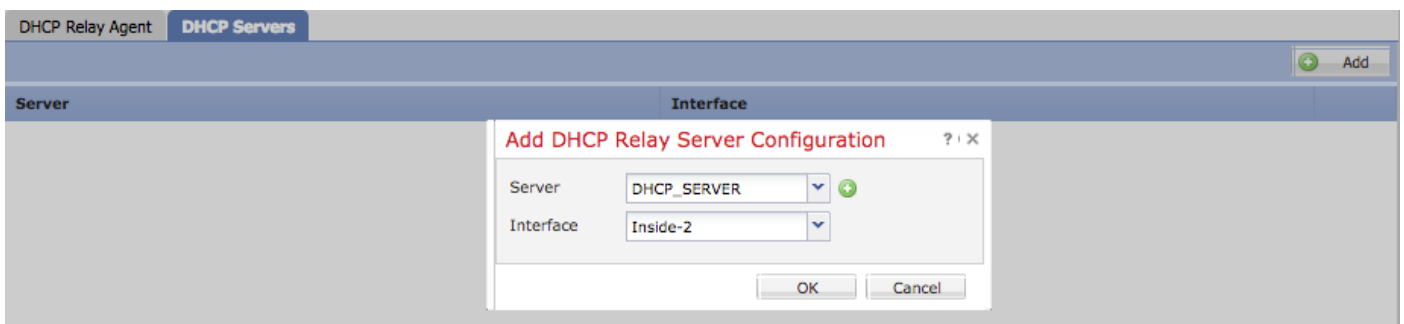 DHCP Relay Agent DHCP Servers
Add
Server Interface
Add DHCP Relay Server Configuration ?
Server DHCP_SERVER
Interface Inside-2
OK Cancel